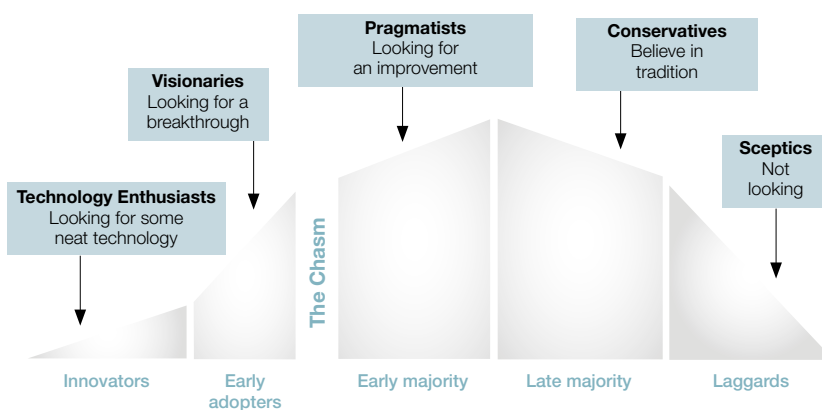 Technology Enthusiasts
Looking for some
neat technology
Visionaries
Looking for a
breakthrough
The Chasm
Pragmatists
Looking for
an improvement
Conservatives
Believe in
tradition
Sceptics
Not
looking
Innovators
Early
adopters
Early majority
Late majority
Laggards